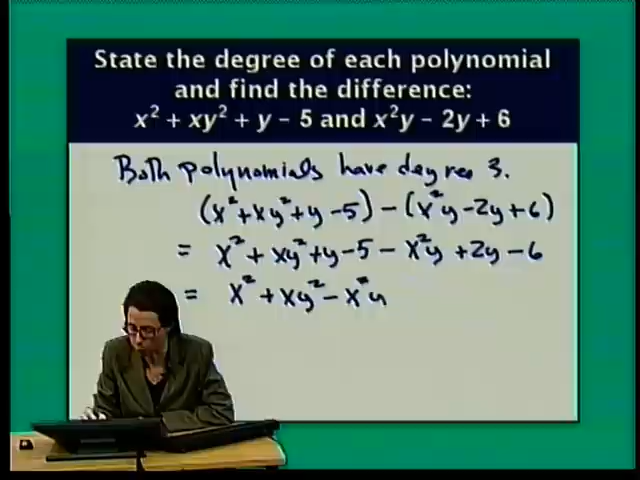 State the degree of each polynomial
and find the difference:
x² + xy² + y – 5 and x²y – 2y + 6
Both polynomials have degree 3.
(x²+xy²+y-5) - (x²y-2y+6)
= x² + xy²+y-5 - x²y +2y-6
= x² + xy² - x²y